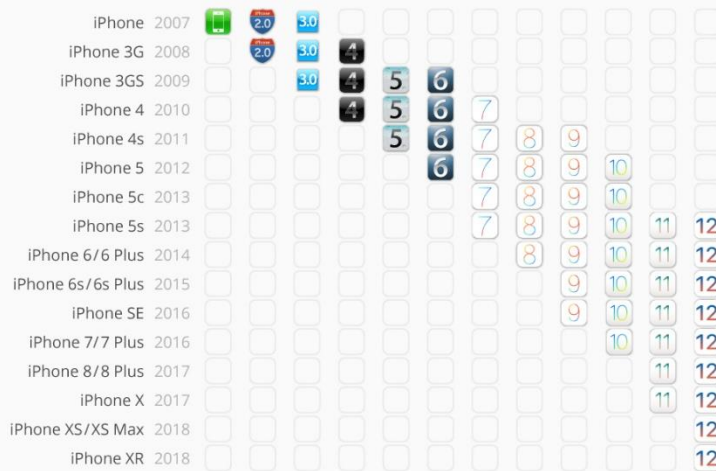 iPhone 2007 iPhone 2.0 3.0
iPhone 3G 2008 iPhone 2.0 3.0 4
iPhone 3GS 2009 3.0 4 5 6
iPhone 4 2010 4 5 6 7
iPhone 4s 2011 5 6 7 8 9
iPhone 5 2012 6 7 8 9 10
iPhone 5c 2013 7 8 9 10
iPhone 5s 2013 7 8 9 10 11 12
iPhone 6/6 Plus 2014 8 9 10 11 12
iPhone 6s/6s Plus 2015 9 10 11 12
iPhone SE 2016 9 10 11 12
iPhone 7/7 Plus 2016 10 11 12
iPhone 8/8 Plus 2017 11 12
iPhone X 2017 11 12
iPhone XS/XS Max 2018 12
iPhone XR 2018 12